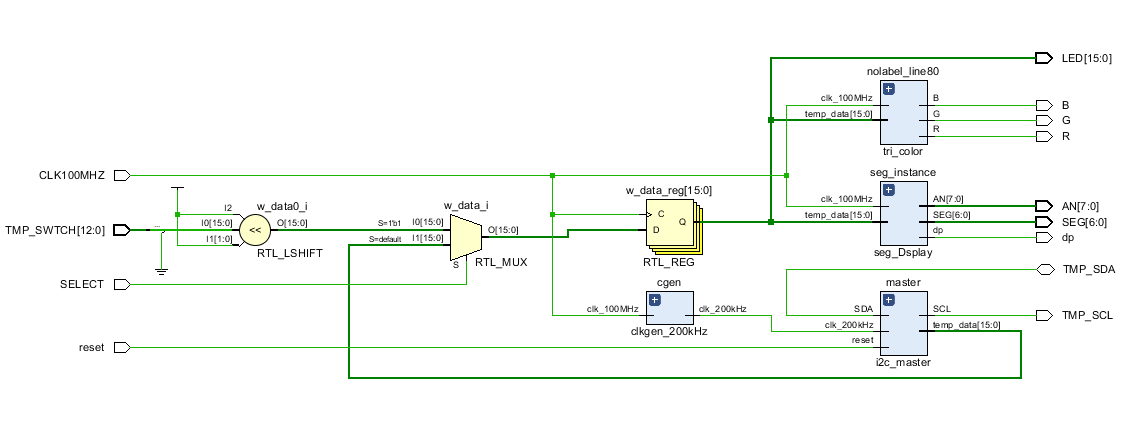 LED[15:0]
nolabel_line80
clk_100MHz
B
B
temp_data[15:0]
G
G
R
R
tri_color
CLK100MHZ
seg_instance
w_data_reg[15:0]
clk_100MHz
AN[7:0]
AN[7:0]
w_data0_i
w_data_i
I2
C
TMP_SWTCH[12:0]
...
I0[15:0]
<<
O[15:0]
S=1'b1
I0[15:0]
D
Q
temp_data[15:0]
SEG[6:0]
SEG[6:0]
I1[1:0]
S=default
I1[15:0]
O[15:0]
dp
dp
RTL_LSHIFT
S
RTL_MUX
RTL_REG
seg_Dsplay
TMP_SDA
SELECT
cgen
master
clk_100MHz
clk_200kHz
SDA
SCL
TMP_SCL
clkgen_200kHz
clk_200kHz
temp_data[15:0]
reset
reset
i2c_master